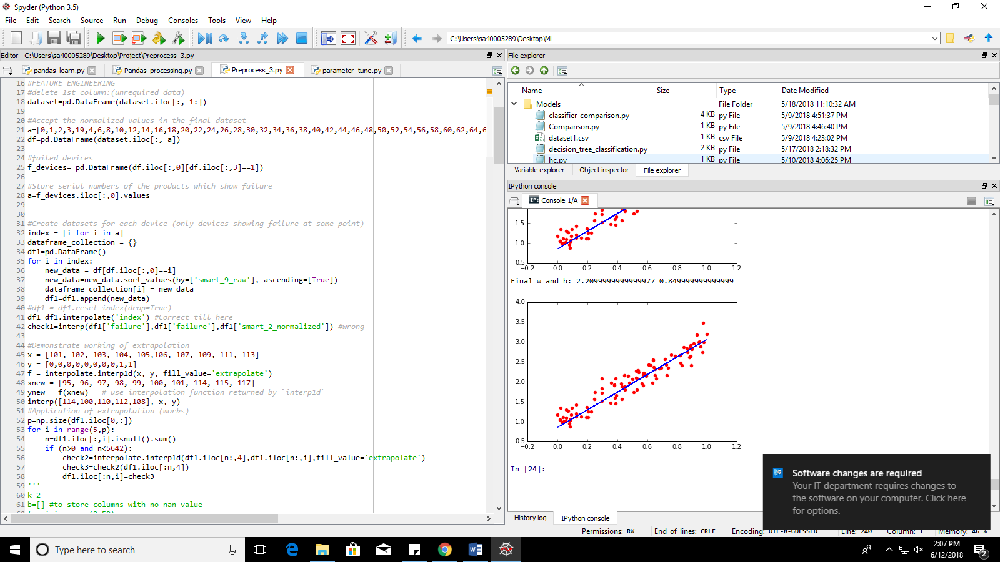 Spyder (Python 3.5)
File Edit Search Source Run Debug Consoles Tools View Help
C:\Users\sa40005289\Desktop\ML
Editor - C:\Users\sa40005289\Desktop\Project\Preprocess_3.py
pandas_learn.py Pandas_processing.py Preprocess_3.py parameter_tune.py
16 #FEATURE ENGINEERING
17 #delete 1st column:(unrequired data)
18 dataset=pd.DataFrame(dataset.iloc[:, 1:])
19
20 #Accept the normalized values in the final dataset
21 a=[0,1,2,3,19,4,6,8,10,12,14,16,18,20,22,24,26,28,30,32,34,36,38,40,42,44,46,48,50,52,54,56,58,60,62,64,6
22 df=pd.DataFrame(dataset.iloc[:, a])
23
24 #failed devices
25 f_devices= pd.DataFrame(df.iloc[:,0][df.iloc[:,3]==1])
26
27 #Store serial numbers of the products which show failure
28 a=f_devices.iloc[:,0].values
29
30
31 #Create datasets for each device (only devices showing failure at some point)
32 index = [i for i in a]
33 dataframe_collection = {}
34 df1=pd.DataFrame()
35 for i in index:
36 new_data = df[df.iloc[:,0]==i]
37 new_data=new_data.sort_values(by=['smart_9_raw'], ascending=[True])
38 dataframe_collection[i] = new_data
39 df1=df1.append(new_data)
40 #df1 = df1.reset_index(drop=True)
41 df1=df1.interpolate('index') #Correct till here
42 check1=interp(df1['failure'],df1['failure'],df1['smart_2_normalized']) #wrong
43
44 #Demonstrate working of extrapolation
45 x = [101, 102, 103, 104, 105,106, 107, 109, 111, 113]
46 y = [0,0,0,0,0,0,0,0,1,1]
47 f = interpolate.interp1d(x, y, fill_value='extrapolate')
48 xnew = [95, 96, 97, 98, 99, 100, 101, 114, 115, 117]
49 ynew = f(xnew) # use interpolation function returned by `interp1d`
50 interp([114,100,110,112,108], x, y)
51 #Application of extrapolation (works)
52 p=np.size(df1.iloc[0,:])
53 for i in range(5,p):
54 n=df1.iloc[:,i].isnull().sum()
55 if (n>0 and n<5642):
56 check2=interpolate.interp1d(df1.iloc[n:,4],df1.iloc[n:,i],fill_value='extrapolate')
57 check3=check2(df1.iloc[:n,4])
58 df1.iloc[:n,i]=check3
59 '''
60 k=2
61 b=[] #to store columns with no nan value
File explorer
Name Size Type Date Modified
Models File Folder 5/18/2018 11:10:32 AM
classifier_comparison.py 4 KB py File 5/9/2018 4:51:37 PM
Comparison.py 1 KB py File 5/9/2018 4:46:40 PM
dataset1.csv 1 KB csv File 5/9/2018 4:23:02 PM
decision_tree_classification.py 2 KB py File 5/17/2018 2:18:32 PM
hc.py 1 KB py File 5/10/2018 4:06:25 PM
Variable explorer Object inspector File explorer
IPython console
IP: Console 1/A
1.5
1.0
0.5
−0.2 0.0 0.2 0.4 0.6 0.8 1.0 1.2
Final w and b: 2.2099999999999977 0.849999999999999
4.0
3.5
3.0
2.5
2.0
1.5
1.0
0.5
−0.2 0.0 0.2 0.4 0.6 0.8 1.0 1.2
In [24]:
Software changes are required
Your IT department requires changes to
the software on your computer. Click here
for options.
History log IPython console
Permissions: RW End-of-lines: CRLF Encoding: UTF-8-GUESSED Line: 240 Column: 1 Memory: 46 %
Type here to search
2:07 PM
6/12/2018
2